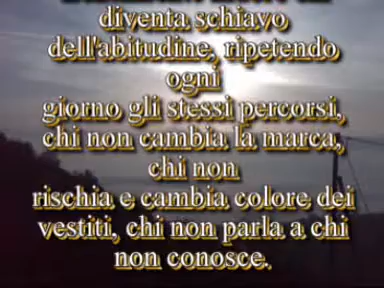 diventa schiavo
dell'abitudine, ripetendo
ogni
giorno gli stessi percorsi,
chi non cambia la marca,
chi non
rischia e cambia colore dei
vestiti, chi non parla a chi
non conosce.